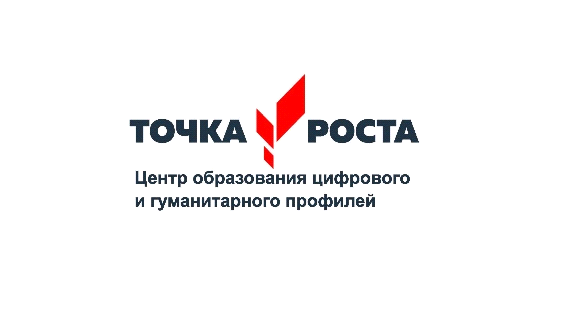 ТОЧКА РОСТА
Центр образования цифрового
и гуманитарного профилей